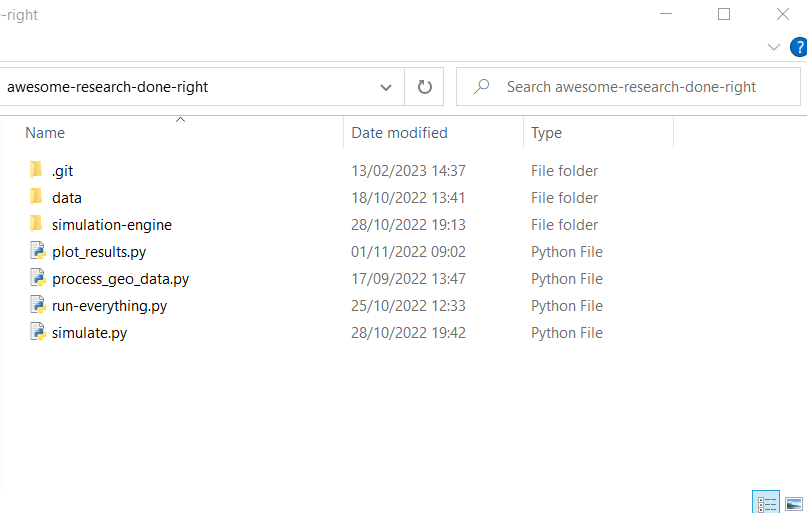 -right
?
awesome-research-done-right
Search awesome-research-done-right
Name Date modified Type
.git 13/02/2023 14:37 File folder
data 18/10/2022 13:41 File folder
simulation-engine 28/10/2022 19:13 File folder
plot_results.py 01/11/2022 09:02 Python File
process_geo_data.py 17/09/2022 13:47 Python File
run-everything.py 25/10/2022 12:33 Python File
simulate.py 28/10/2022 19:42 Python File